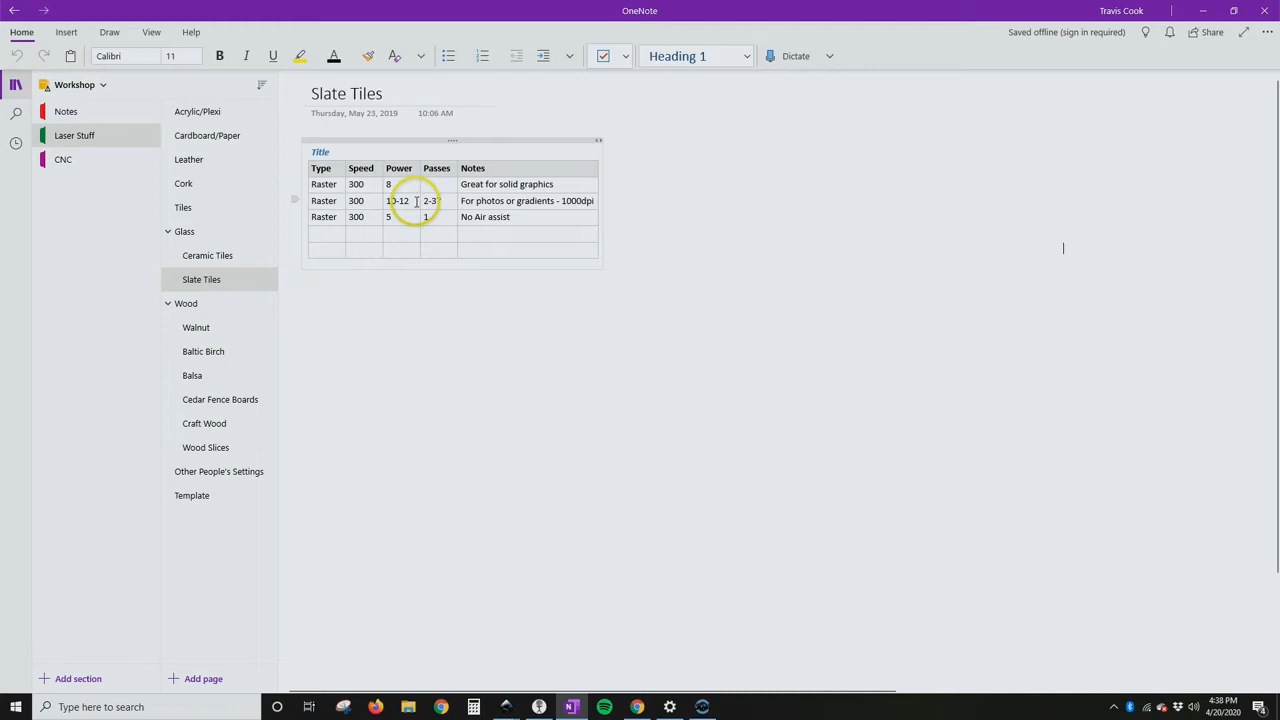 OneNote
Travis Cook
Home Insert Draw View Help
Saved offline (sign in required)
Share
Calibri 11 B I U A
Heading 1
Dictate
Workshop
Notes
Laser Stuff
CNC
Acrylic/Plexi
Cardboard/Paper
Leather
Cork
Tiles
Glass
Ceramic Tiles
Slate Tiles
Wood
Walnut
Baltic Birch
Balsa
Cedar Fence Boards
Craft Wood
Wood Slices
Other People's Settings
Template
Slate Tiles
Thursday, May 23, 2019 10:06 AM
Title
Type Speed Power Passes Notes
Raster 300 8 Great for solid graphics
Raster 300 10-12 2-3? For photos or gradients - 1000dpi
Raster 300 5 1 No Air assist
Add section
Add page
Type here to search
4:38 PM
4/20/2020
4